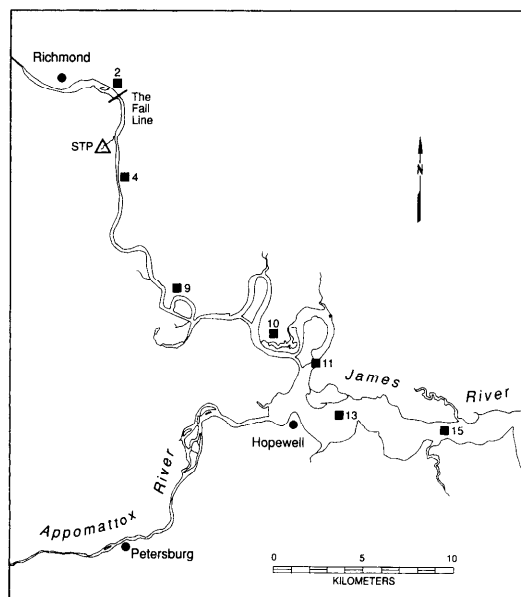 Richmond
2
The
Fall
Line
STP
4
N
9
10
11
James River
13
15
Hopewell
Appomattox River
Petersburg
0 5 10
KILOMETERS